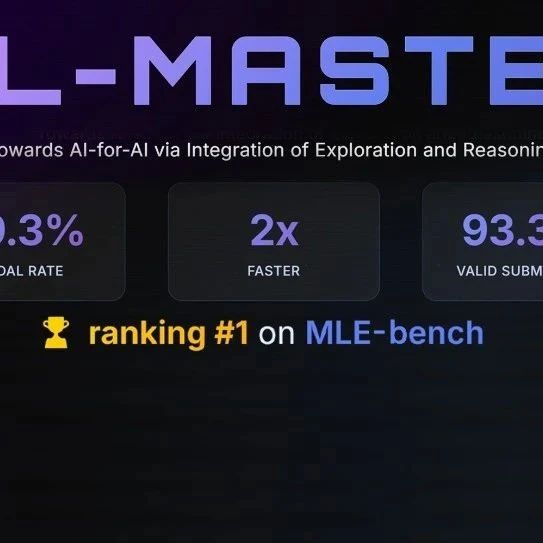 L-MASTE
owards AI-for-AI via Integration of Exploration and Reasonin
9.3%
DAL RATE
2x
FASTER
93.3
VALID SUBM
ranking #1 on MLE-bench